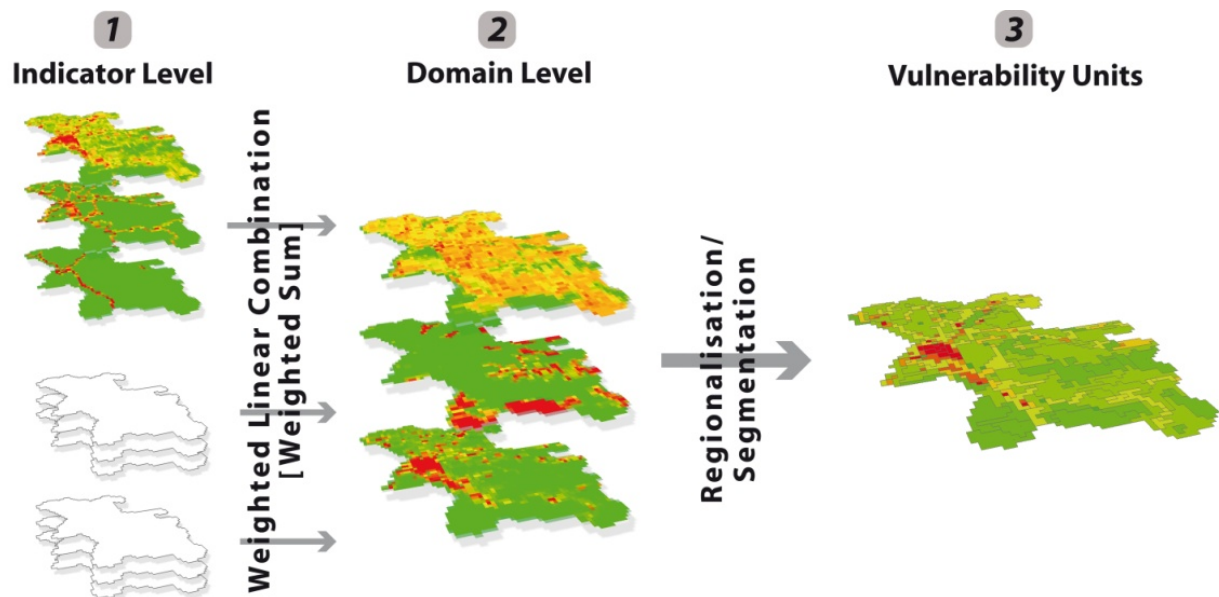 1
Indicator Level
2
Domain Level
3
Vulnerability Units
Weighted Linear Combination
[Weighted Sum]
Regionalisation/
Segmentation